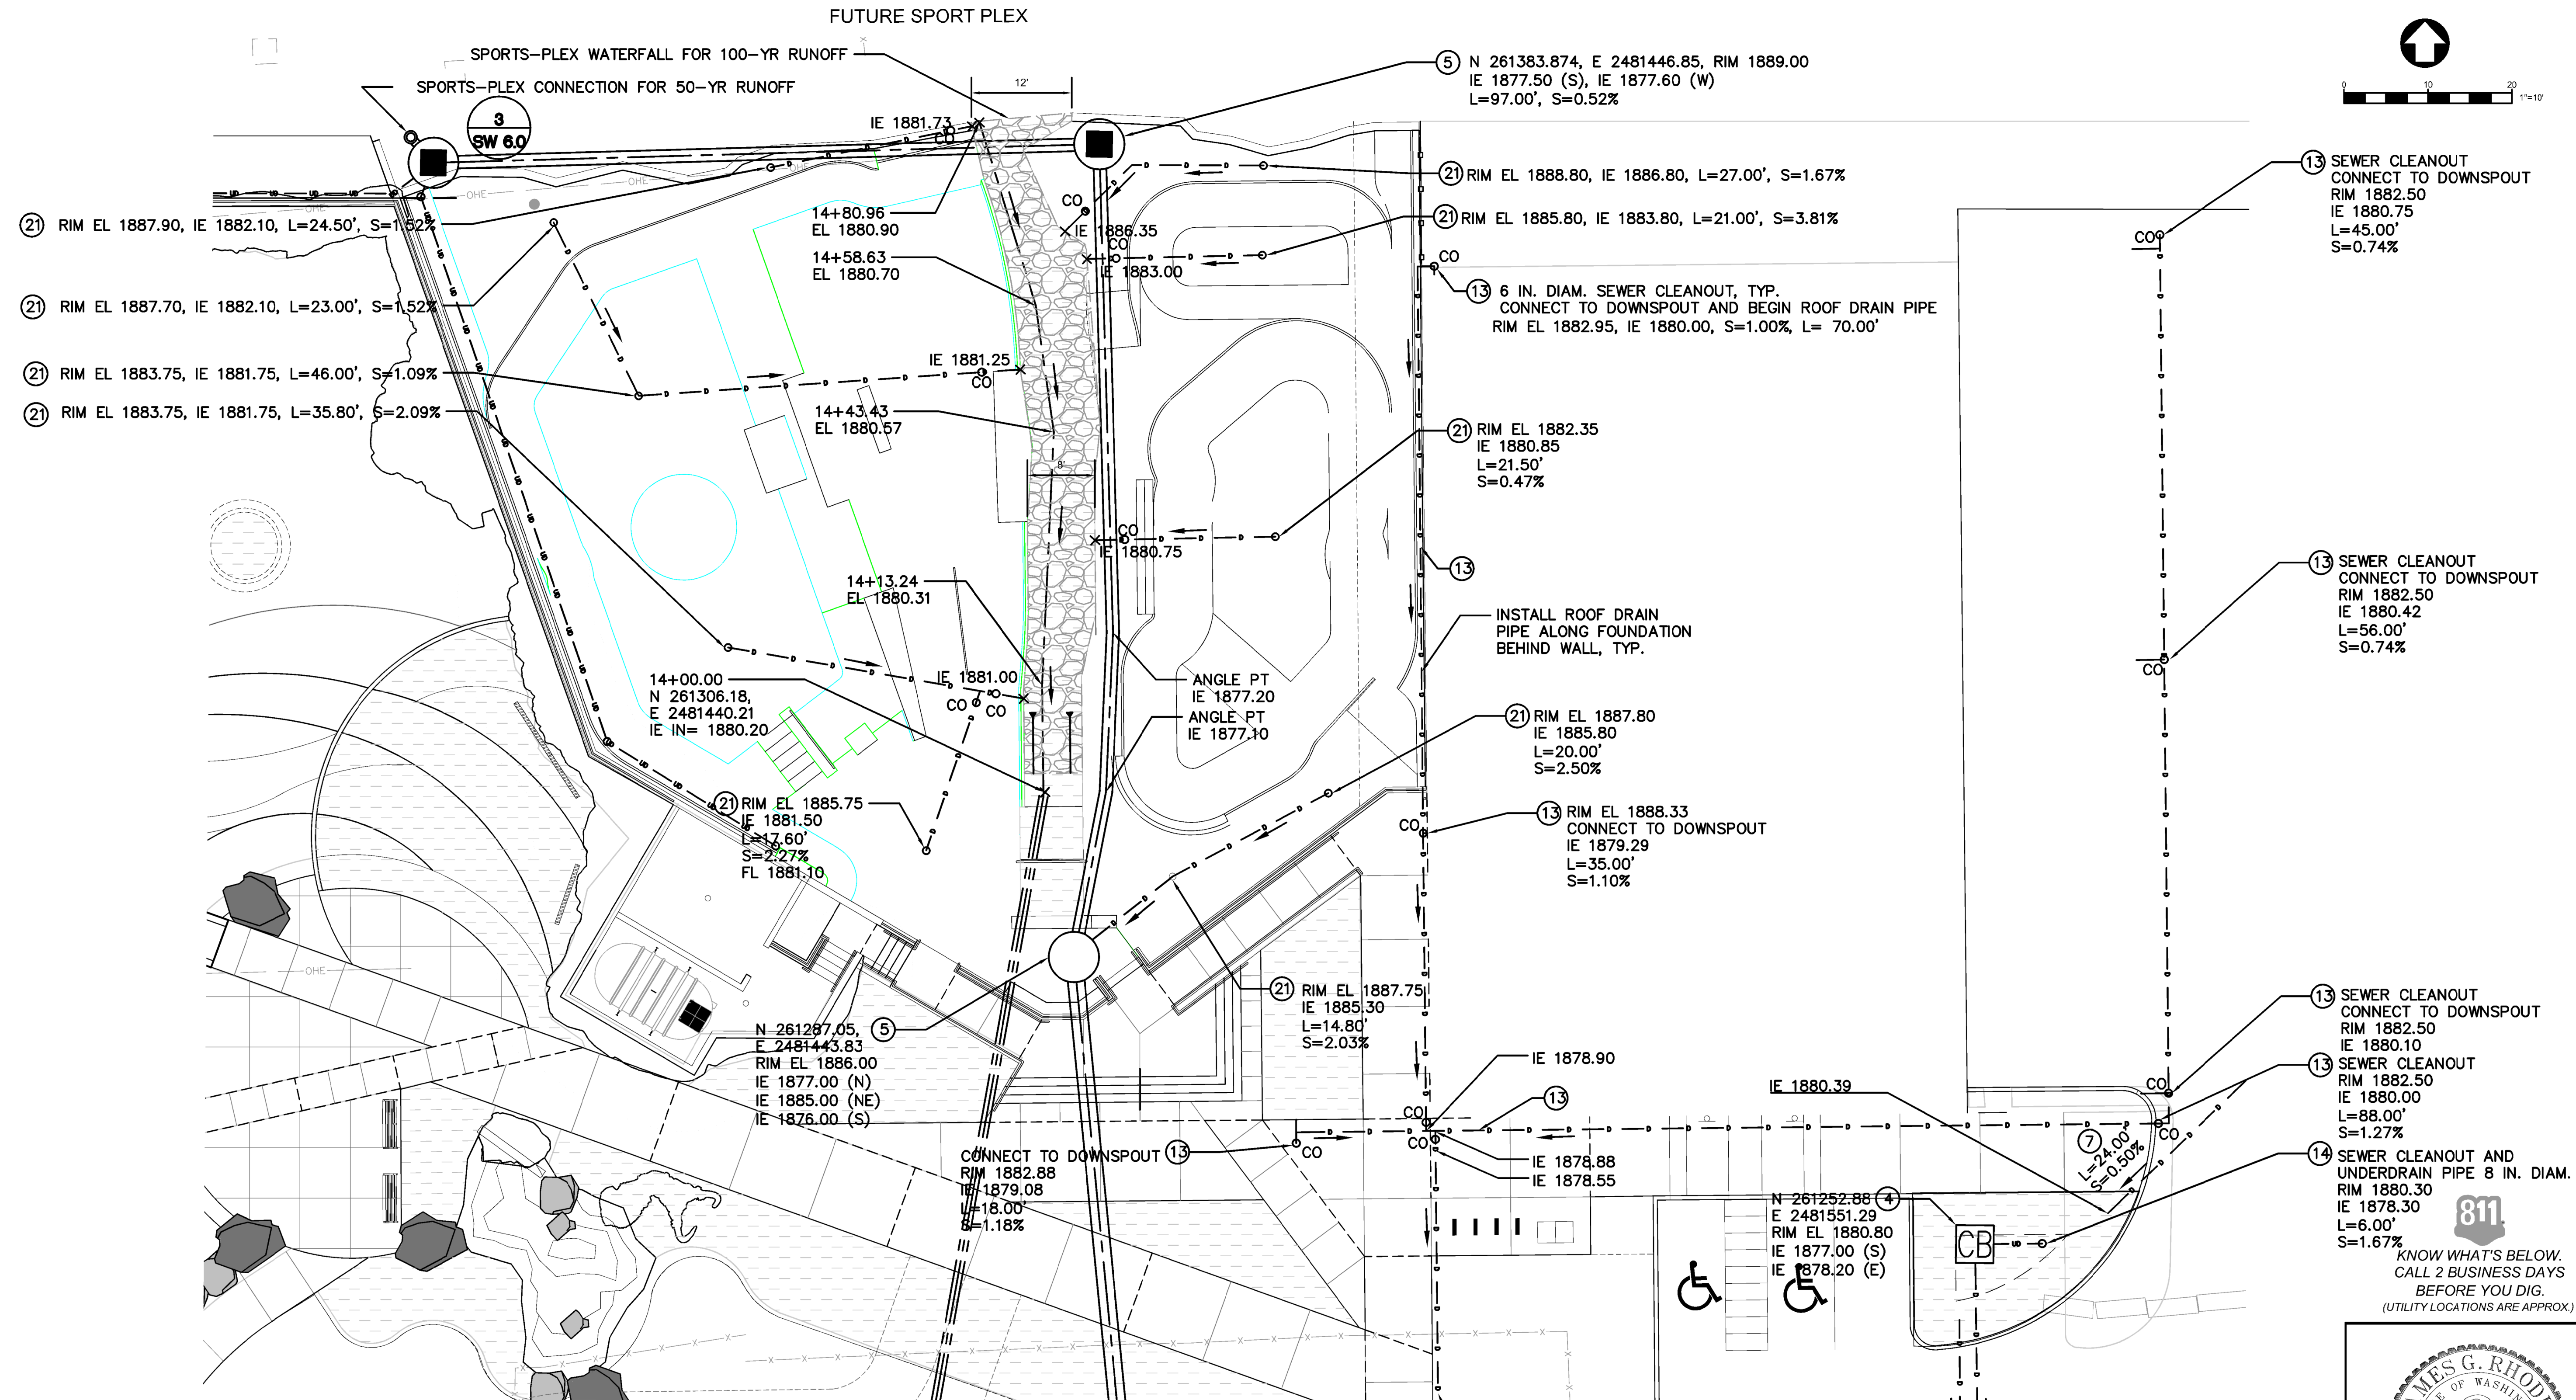 FUTURE SPORT PLEX
SPORTS-PLEX WATERFALL FOR 100-YR RUNOFF
SPORTS-PLEX CONNECTION FOR 50-YR RUNOFF
3
SW 6.0
12'
5 N 261383.874, E 2481446.85, RIM 1889.00
IE 1877.50 (S), IE 1877.60 (W)
L=97.00', S=0.52%
0 10 20
1"=10'
IE 1881.73
CO
OHE
OHE
OHE
OHE
21 RIM EL 1888.80, IE 1886.80, L=27.00', S=1.67%
21 RIM EL 1885.80, IE 1883.80, L=21.00', S=3.81%
13 SEWER CLEANOUT
CONNECT TO DOWNSPOUT
RIM 1882.50
IE 1880.75
L=45.00'
S=0.74%
CO
21 RIM EL 1887.90, IE 1882.10, L=24.50', S=1.52%
14+80.96
EL 1880.90
CO
IE 1886.35
CO
IE 1883.00
14+58.63
EL 1880.70
CO
13 6 IN. DIAM. SEWER CLEANOUT, TYP.
CONNECT TO DOWNSPOUT AND BEGIN ROOF DRAIN PIPE
RIM EL 1882.95, IE 1880.00, S=1.00%, L= 70.00'
21 RIM EL 1887.70, IE 1882.10, L=23.00', S=1.52%
21 RIM EL 1883.75, IE 1881.75, L=46.00', S=1.09%
IE 1881.25
CO
21 RIM EL 1883.75, IE 1881.75, L=35.80', S=2.09%
14+43.43
EL 1880.57
8'
21 RIM EL 1882.35
IE 1880.85
L=21.50'
S=0.47%
CO
IE 1880.75
13
13 SEWER CLEANOUT
CONNECT TO DOWNSPOUT
RIM 1882.50
IE 1880.42
L=56.00'
S=0.74%
CO
14+13.24
EL 1880.31
INSTALL ROOF DRAIN
PIPE ALONG FOUNDATION
BEHIND WALL, TYP.
14+00.00
N 261306.18,
E 2481440.21
IE IN= 1880.20
IE 1881.00
CO
CO
ANGLE PT
IE 1877.20
ANGLE PT
IE 1877.10
21 RIM EL 1887.80
IE 1885.80
L=20.00'
S=2.50%
21 RIM EL 1885.75
IE 1881.50
L=17.60'
S=2.27%
FL 1881.10
CO
13 RIM EL 1888.33
CONNECT TO DOWNSPOUT
IE 1879.29
L=35.00'
S=1.10%
OHE
21 RIM EL 1887.75
IE 1885.30
L=14.80'
S=2.03%
N 261287.05, 5
E 2481443.83
RIM EL 1886.00
IE 1877.00 (N)
IE 1885.00 (NE)
IE 1876.00 (S)
IE 1878.90
13
IE 1880.39
13 SEWER CLEANOUT
CONNECT TO DOWNSPOUT
RIM 1882.50
IE 1880.10
CO
13 SEWER CLEANOUT
RIM 1882.50
IE 1880.00
L=88.00'
S=1.27%
CO
CO
CO
CO
7
L=24.00'
S=0.50%
CONNECT TO DOWNSPOUT 13
RIM 1882.88
IE 1879.08
L=18.00'
S=1.18%
IE 1878.88
IE 1878.55
14 SEWER CLEANOUT AND
UNDERDRAIN PIPE 8 IN. DIAM.
RIM 1880.30
IE 1878.30
L=6.00'
S=1.67%
N 261252.88 4
E 2481551.29
RIM EL 1880.80
IE 1877.00 (S)
IE 1878.20 (E)
CB
811
KNOW WHAT'S BELOW.
CALL 2 BUSINESS DAYS
BEFORE YOU DIG.
(UTILITY LOCATIONS ARE APPROX.)